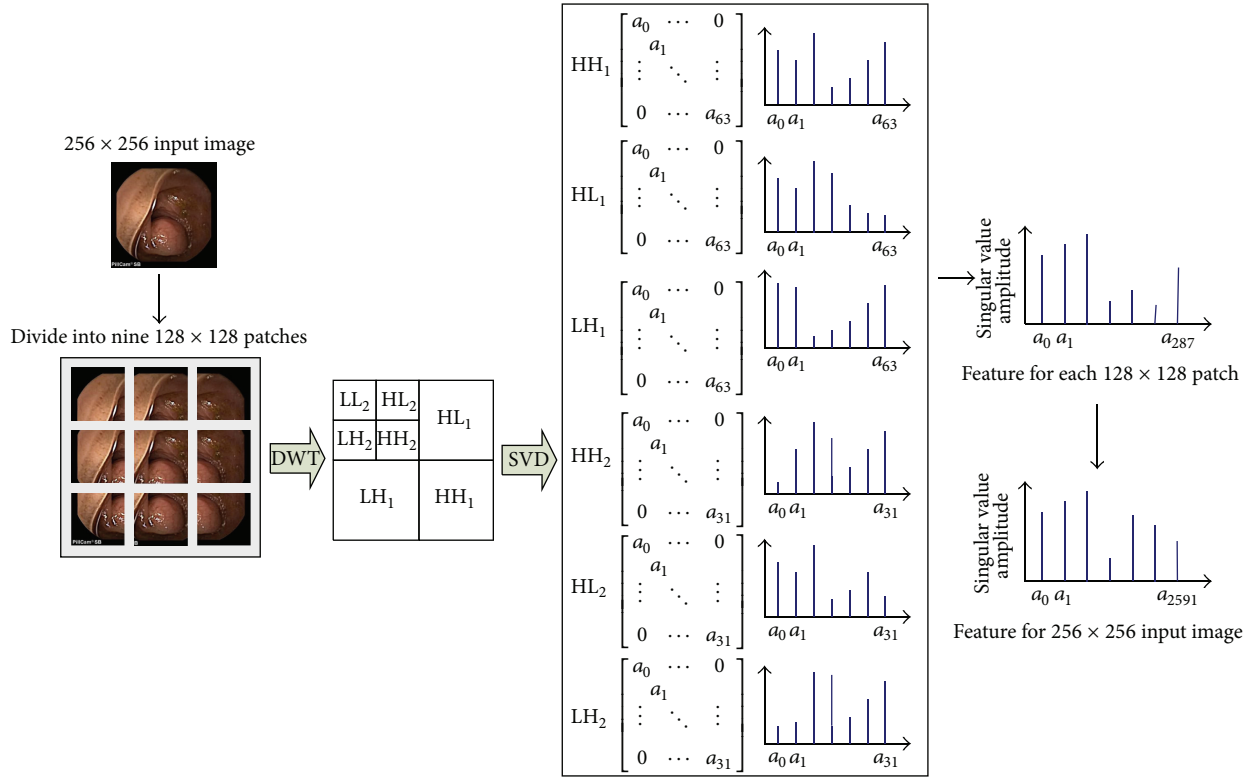 256 × 256 input image
PillCam® SB
Divide into nine 128 × 128 patches
PillCam® SB
DWT
LL₂ HL₂
HL₁
LH₂ HH₂
LH₁ HH₁
SVD
HH₁
a₀ ⋯ 0
a₁
⋮ ⋱ ⋮
0 ⋯ a₆₃
a₀ a₁ a₆₃
HL₁
a₀ ⋯ 0
a₁
⋮ ⋱ ⋮
0 ⋯ a₆₃
a₀ a₁ a₆₃
LH₁
a₀ ⋯ 0
a₁
⋮ ⋱ ⋮
0 ⋯ a₆₃
a₀ a₁ a₆₃
HH₂
a₀ ⋯ 0
a₁
⋮ ⋱ ⋮
0 ⋯ a₃₁
a₀ a₁ a₃₁
HL₂
a₀ ⋯ 0
a₁
⋮ ⋱ ⋮
0 ⋯ a₃₁
a₀ a₁ a₃₁
LH₂
a₀ ⋯ 0
a₁
⋮ ⋱ ⋮
0 ⋯ a₃₁
a₀ a₁ a₃₁
Singular value
amplitude
a₀ a₁ a₂₈₇
Feature for each 128 × 128 patch
Singular value
amplitude
a₀ a₁ a₂₅₉₁
Feature for 256 × 256 input image